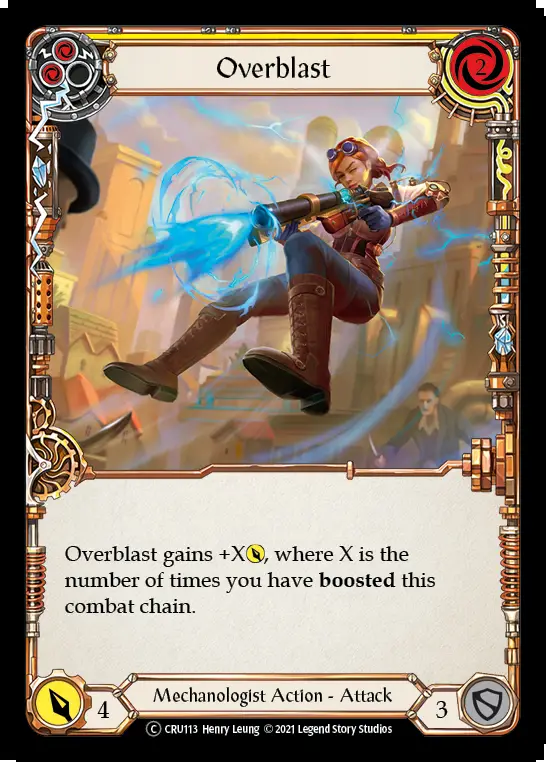 Overblast
2
Overblast gains +X, where X is the
number of times you have boosted this
combat chain.
4
Mechanologist Action - Attack
3
C CRU113 Henry Leung © 2021 Legend Story Studios